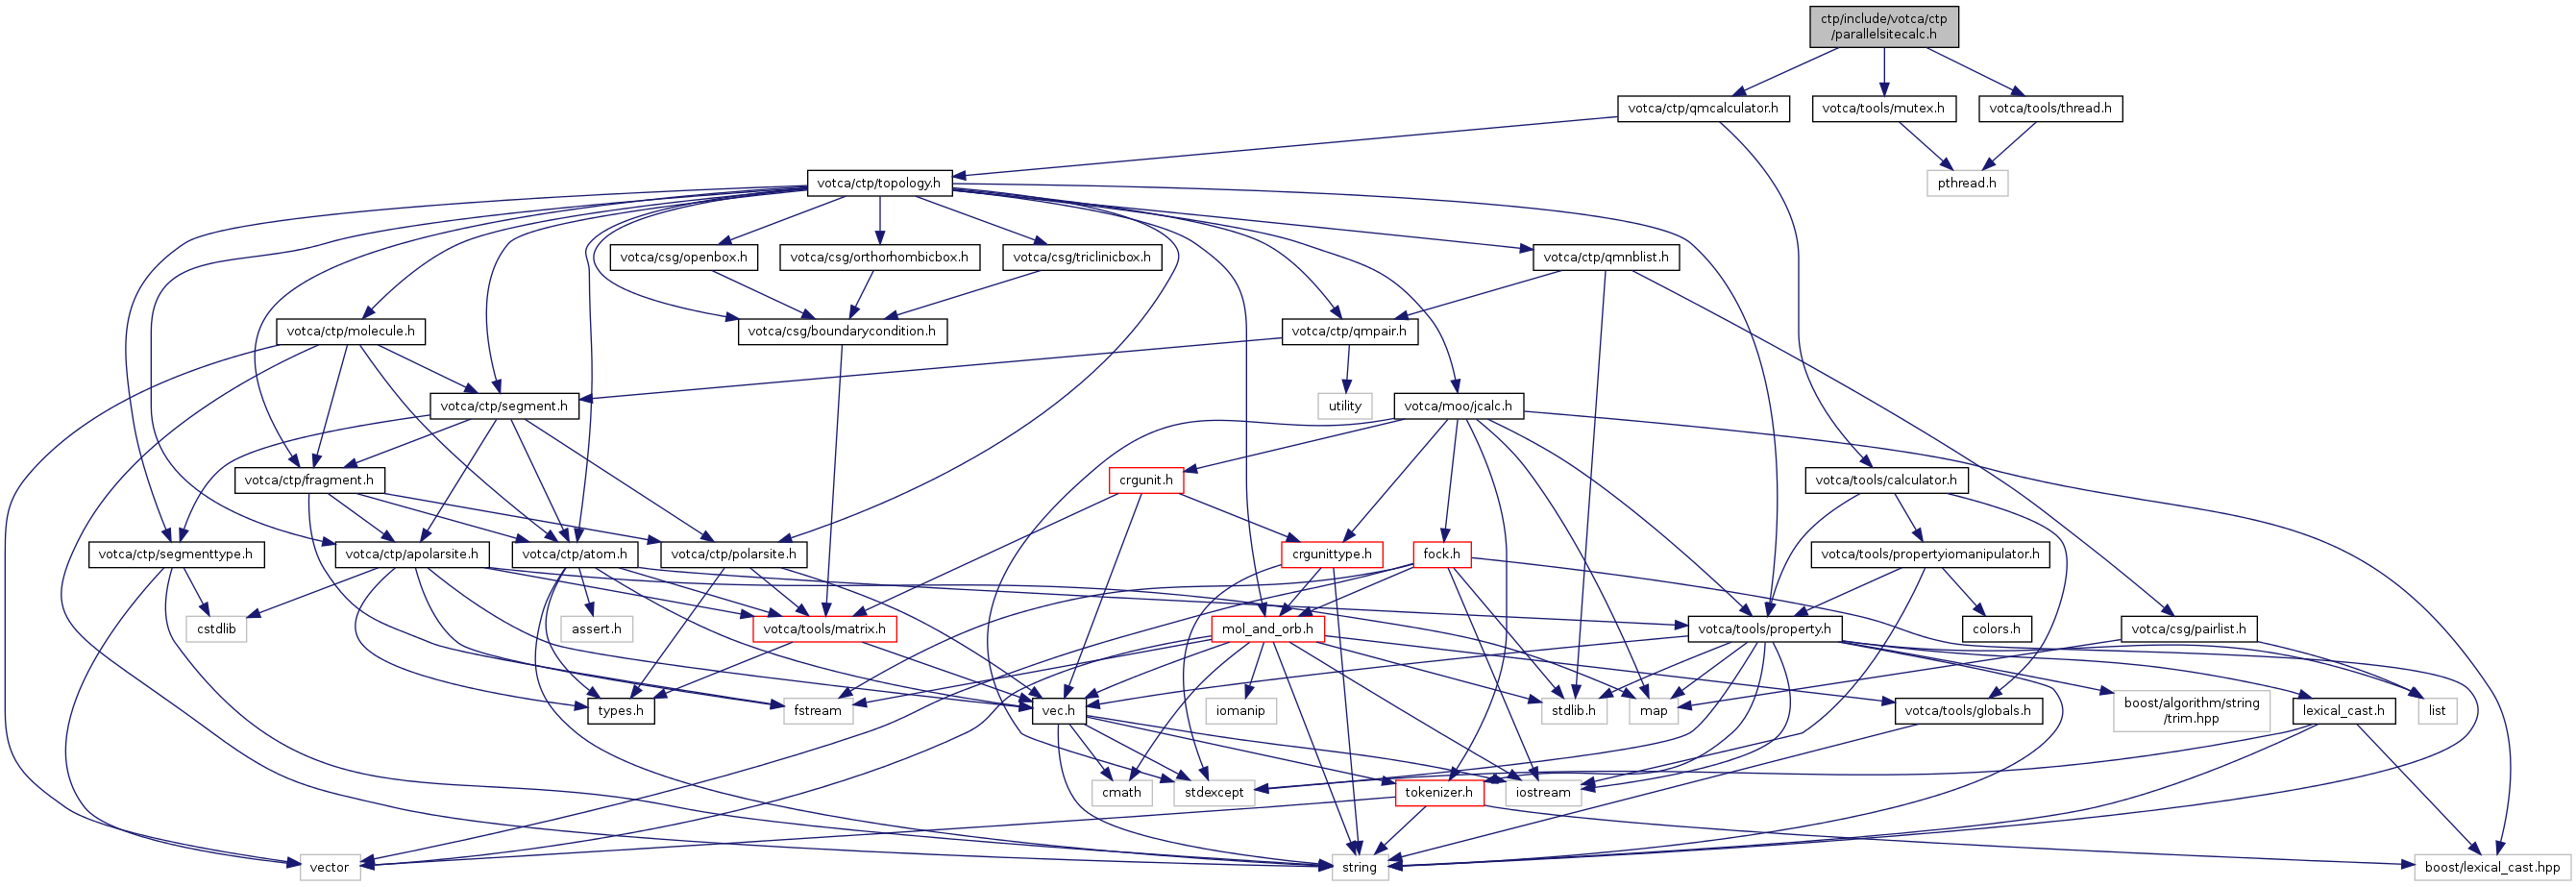 ctp/include/votca/ctp
/parallelsitecalc.h
votca/ctp/qmcalculator.h
votca/tools/mutex.h
votca/tools/thread.h
votca/ctp/topology.h
pthread.h
votca/csg/openbox.h
votca/csg/orthorhombicbox.h
votca/csg/triclinicbox.h
votca/ctp/qmnblist.h
votca/ctp/molecule.h
votca/csg/boundarycondition.h
votca/ctp/qmpair.h
votca/ctp/segment.h
utility
votca/moo/jcalc.h
votca/ctp/fragment.h
crgunit.h
votca/tools/calculator.h
votca/ctp/segmenttype.h
votca/ctp/apolarsite.h
votca/ctp/atom.h
votca/ctp/polarsite.h
crgunittype.h
fock.h
votca/tools/propertyiomanipulator.h
cstdlib
assert.h
votca/tools/matrix.h
mol_and_orb.h
votca/tools/property.h
colors.h
votca/csg/pairlist.h
types.h
fstream
vec.h
iomanip
stdlib.h
map
votca/tools/globals.h
boost/algorithm/string
/trim.hpp
lexical_cast.h
list
cmath
stdexcept
tokenizer.h
iostream
vector
string
boost/lexical_cast.hpp